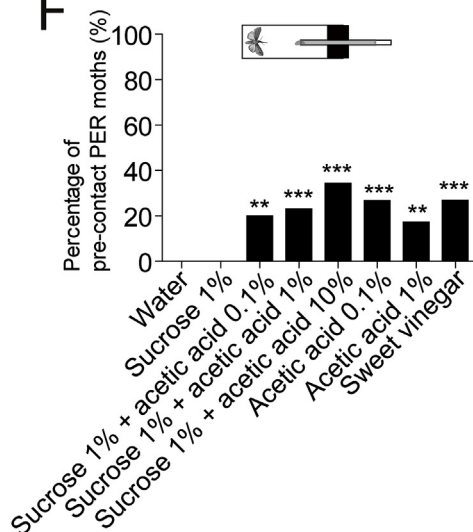 F
Percentage of
pre-contact PER moths (%)
100
80
60
40
20
0
**
***
***
***
**
***
Water
Sucrose 1%
Sucrose 1% + acetic acid 0.1%
Sucrose 1% + acetic acid 1%
Sucrose 1% + acetic acid 10%
Acetic acid 0.1%
Acetic acid 1%
Sweet vinegar